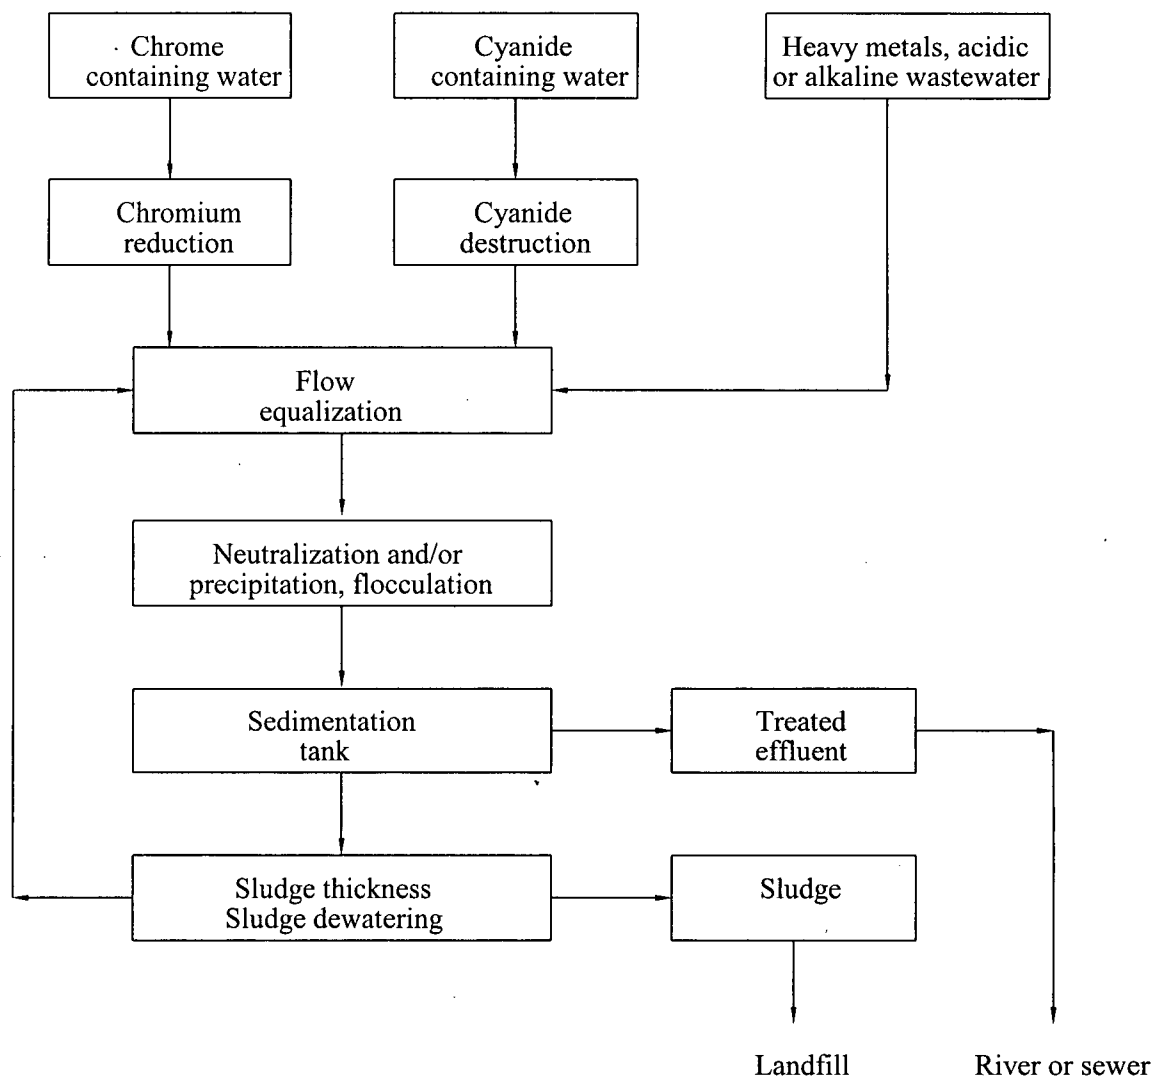 Chrome
containing water
Cyanide
containing water
Heavy metals, acidic
or alkaline wastewater
Chromium
reduction
Cyanide
destruction
Flow
equalization
Neutralization and/or
precipitation, flocculation
Sedimentation
tank
Treated
effluent
Sludge thickness
Sludge dewatering
Sludge
Landfill
River or sewer